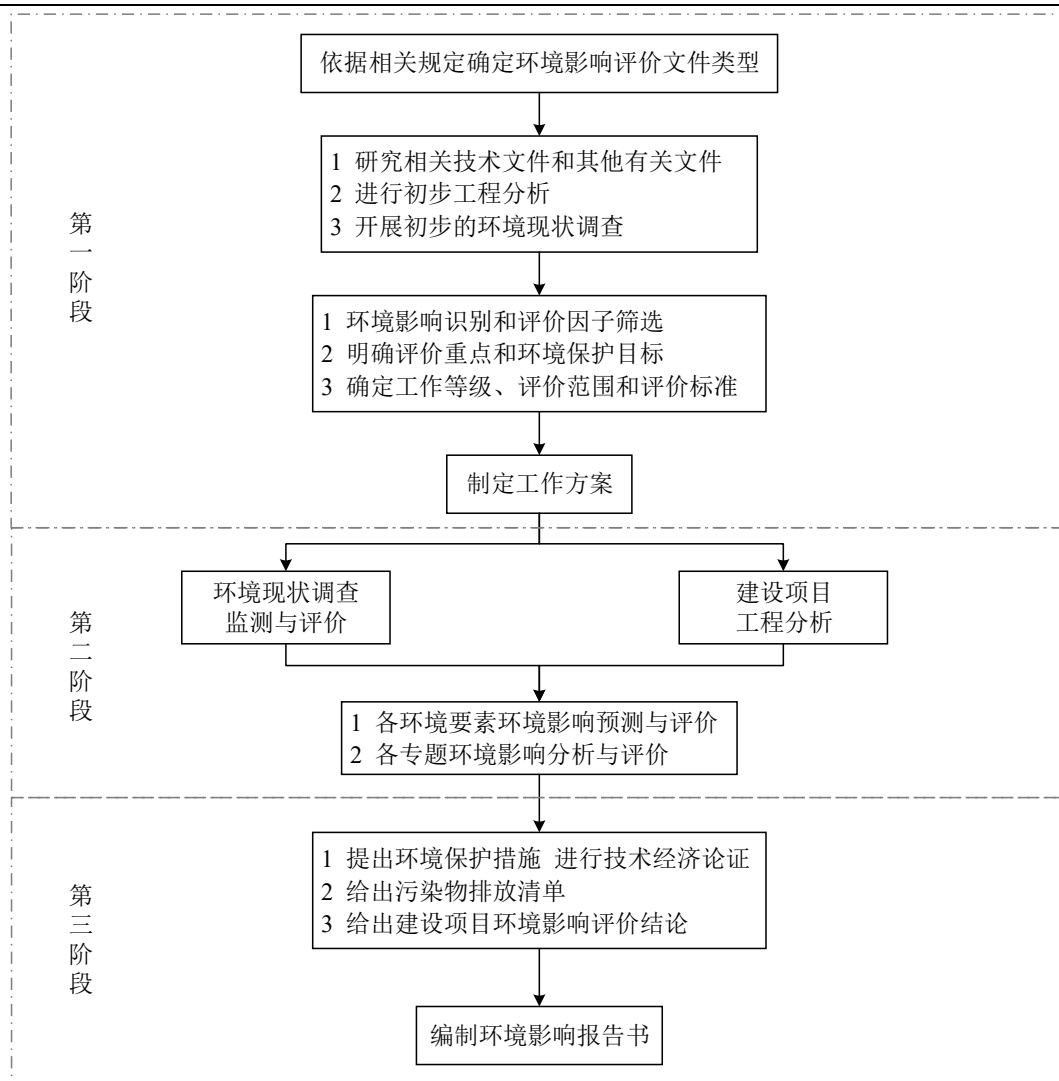 依据相关规定确定环境影响评价文件类型
1 研究相关技术文件和其他有关文件
2 进行初步工程分析
3 开展初步的环境现状调查
第一阶段
1 环境影响识别和评价因子筛选
2 明确评价重点和环境保护目标
3 确定工作等级、评价范围和评价标准
制定工作方案
环境现状调查
监测与评价
建设项目
工程分析
第二阶段
1 各环境要素环境影响预测与评价
2 各专题环境影响分析与评价
1 提出环境保护措施 进行技术经济论证
2 给出污染物排放清单
3 给出建设项目环境影响评价结论
第三阶段
编制环境影响报告书